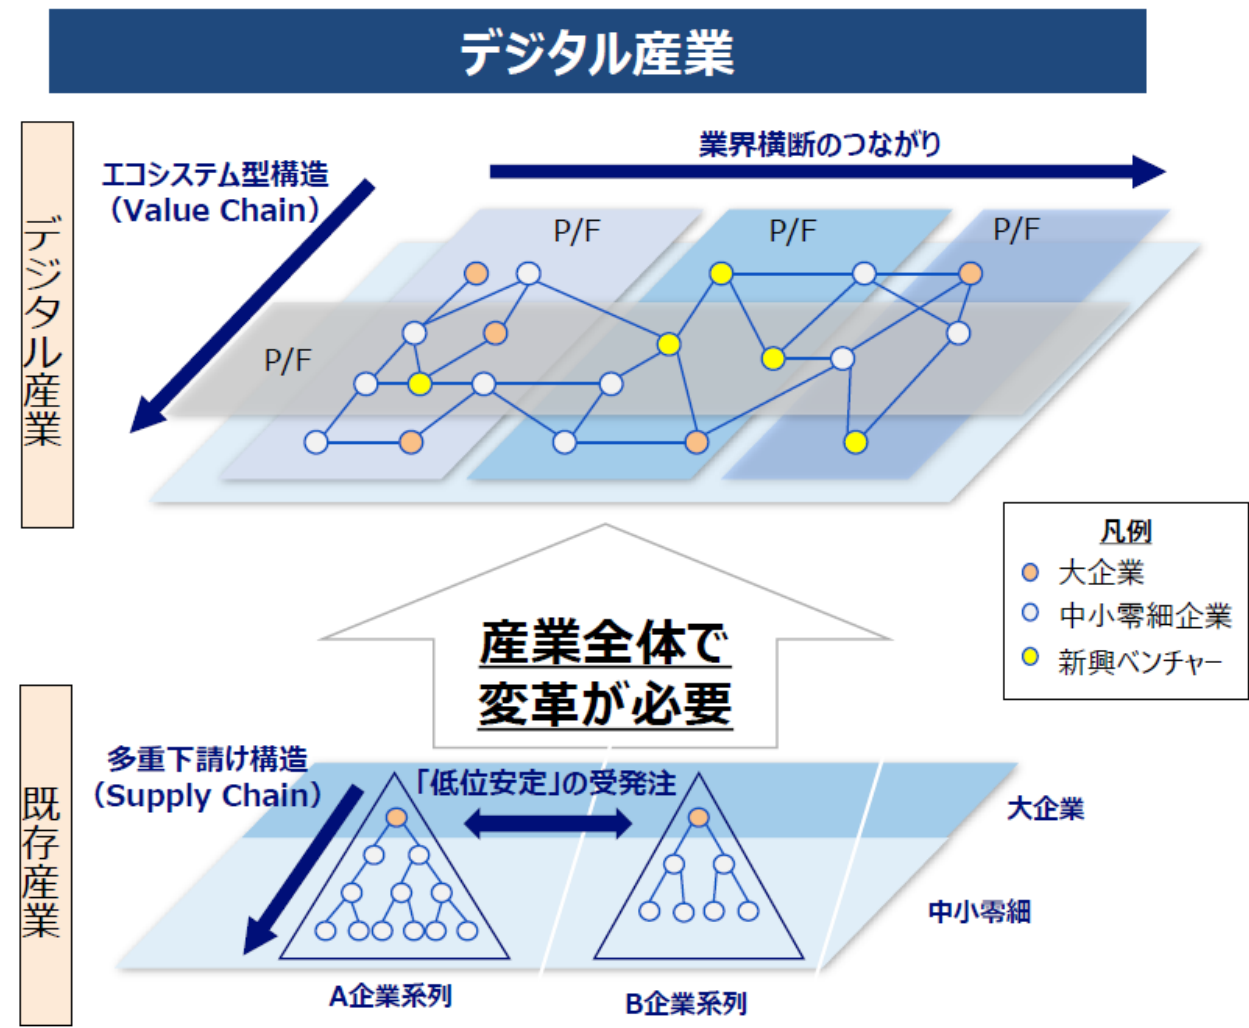 デジタル産業
デジタル産業
エコシステム型構造
（Value Chain）
業界横断のつながり
P/F
P/F
P/F
P/F
凡例
大企業
中小零細企業
新興ベンチャー
産業全体で
変革が必要
既存産業
多重下請け構造
（Supply Chain）
「低位安定」の受発注
大企業
中小零細
A企業系列
B企業系列